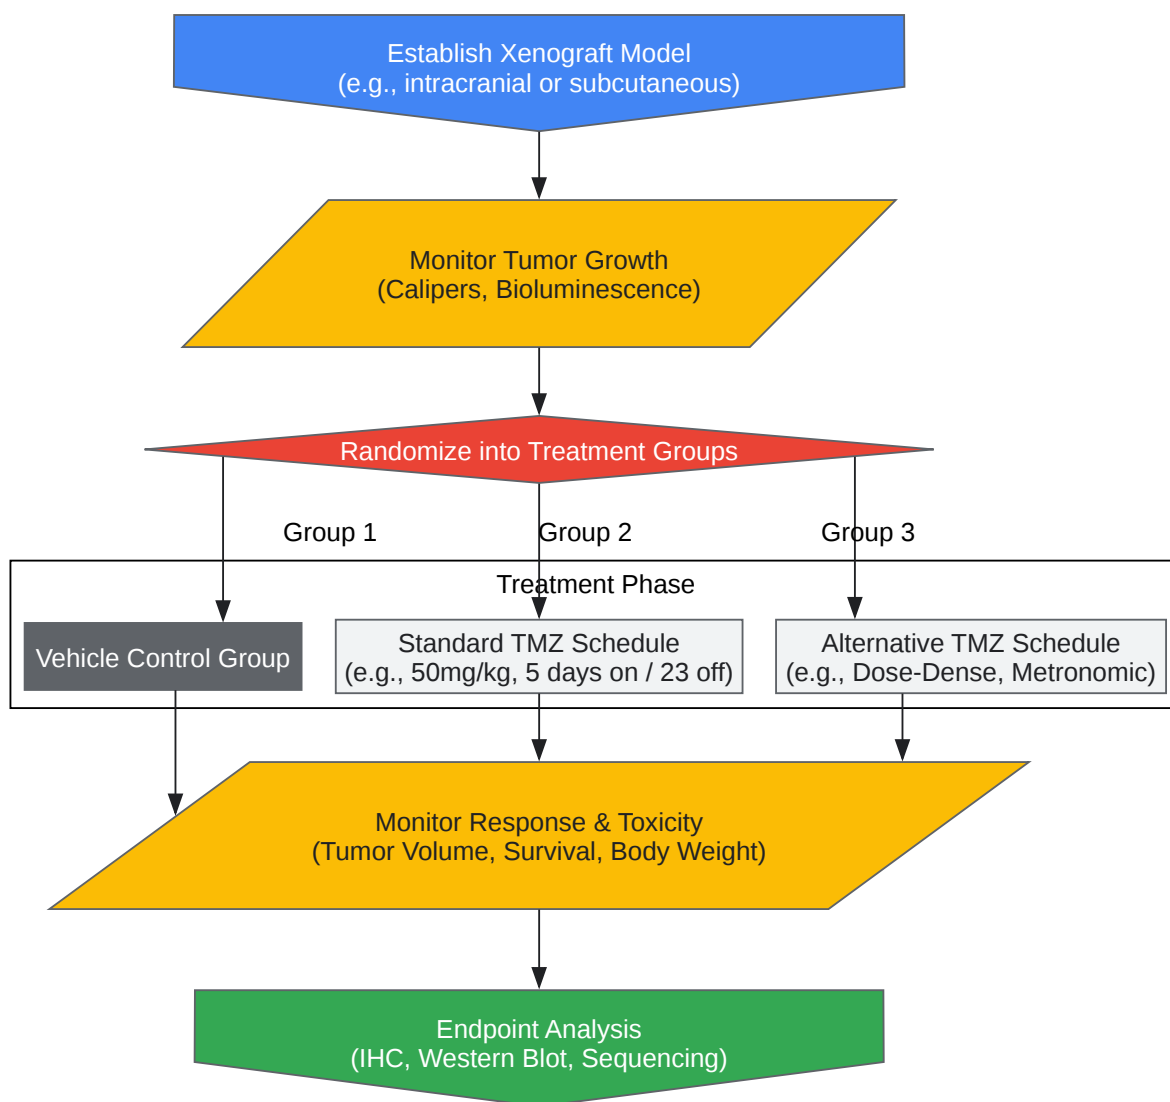 Establish Xenograft Model
(e.g., intracranial or subcutaneous)
Monitor Tumor Growth
(Calipers, Bioluminescence)
Randomize into Treatment Groups
Group 1
Group 2
Group 3
Treatment Phase
Vehicle Control Group
Standard TMZ Schedule
(e.g., 50mg/kg, 5 days on / 23 off)
Alternative TMZ Schedule
(e.g., Dose-Dense, Metronomic)
Monitor Response & Toxicity
(Tumor Volume, Survival, Body Weight)
Endpoint Analysis
(IHC, Western Blot, Sequencing)